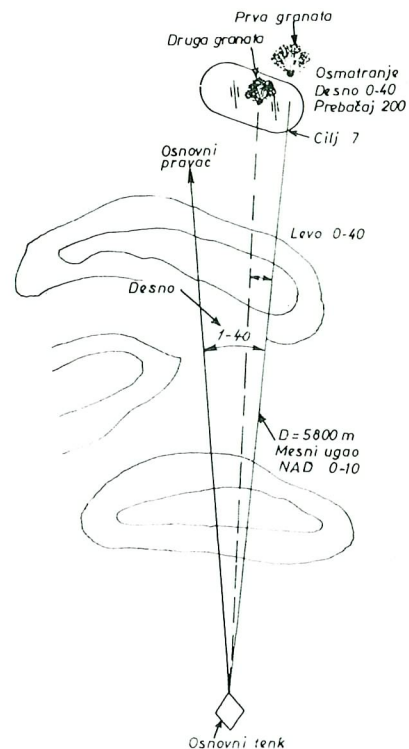 Prva granata
Druga granata
Osmatranje
Desno 0-40
Prebačaj 200
Cilj 7
Osnovni
pravac
Levo 0-40
Desno
1-40
D=5800 m
Mesni ugao
NAD 0-10
Osnovni tenk